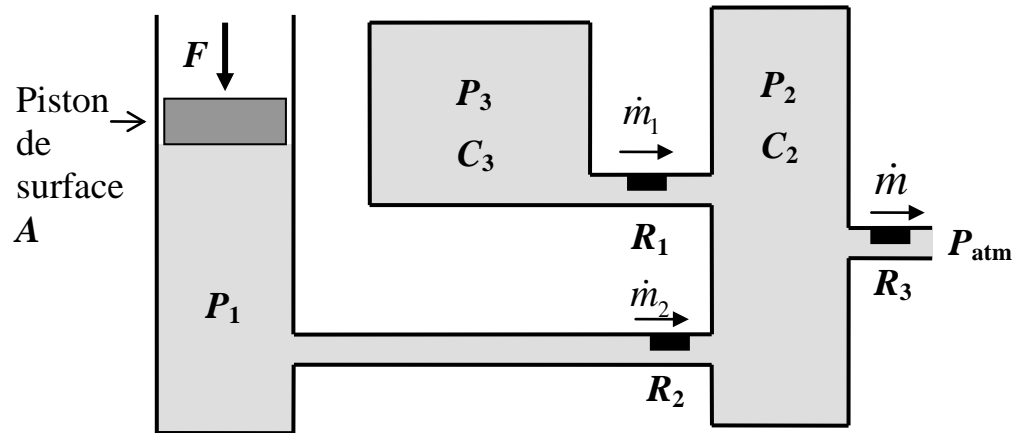 F
Piston
de
surface
A
P₁
P₃
C₃
ṁ₁
R₁
ṁ₂
R₂
P₂
C₂
ṁ
Pₐₜₘ
R₃